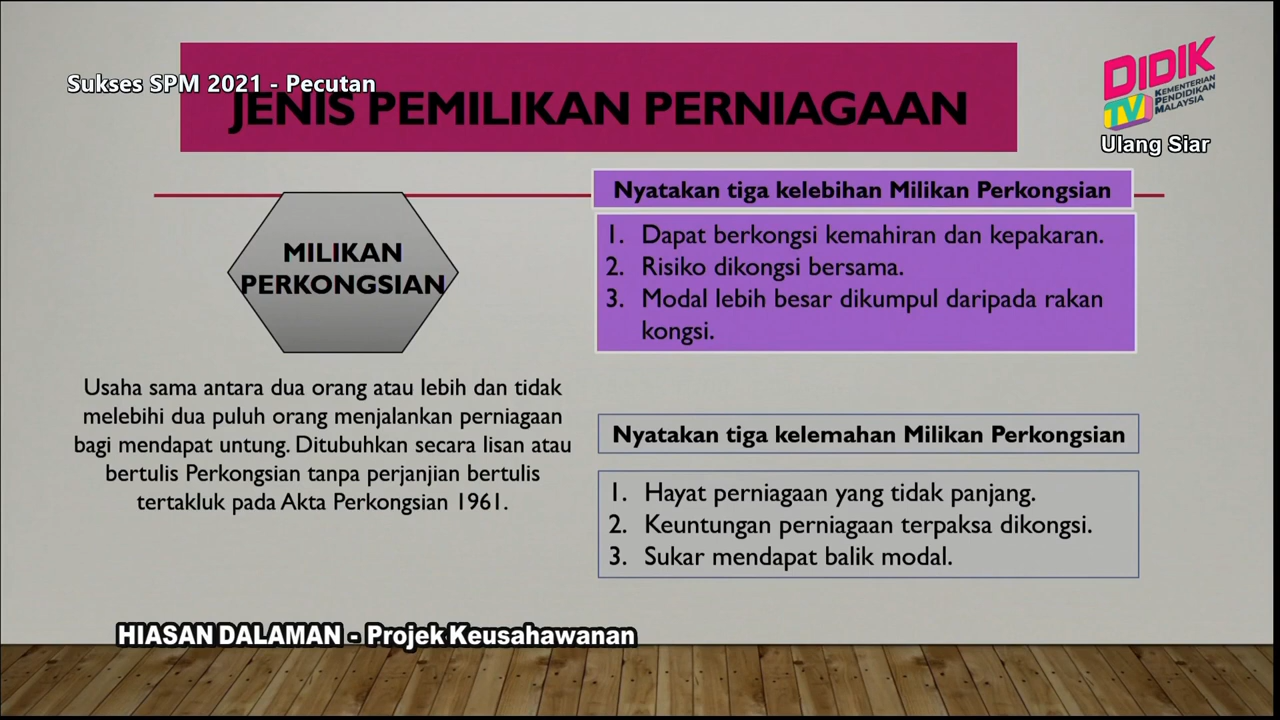 Sukses SPM 2021 - Pecutan
JENIS PEMILIKAN PERNIAGAAN
DIDIK
TV
KEMENTERIAN
PENDIDIKAN
MALAYSIA
Ulang Siar
MILIKAN
PERKONGSIAN
Usaha sama antara dua orang atau lebih dan tidak
melebihi dua puluh orang menjalankan perniagaan
bagi mendapat untung. Ditubuhkan secara lisan atau
bertulis Perkongsian tanpa perjanjian bertulis
tertakluk pada Akta Perkongsian 1961.
Nyatakan tiga kelebihan Milikan Perkongsian
1. Dapat berkongsi kemahiran dan kepakaran.
2. Risiko dikongsi bersama.
3. Modal lebih besar dikumpul daripada rakan
kongsi.
Nyatakan tiga kelemahan Milikan Perkongsian
1. Hayat perniagaan yang tidak panjang.
2. Keuntungan perniagaan terpaksa dikongsi.
3. Sukar mendapat balik modal.
HIASAN DALAMAN - Projek Keusahawanan